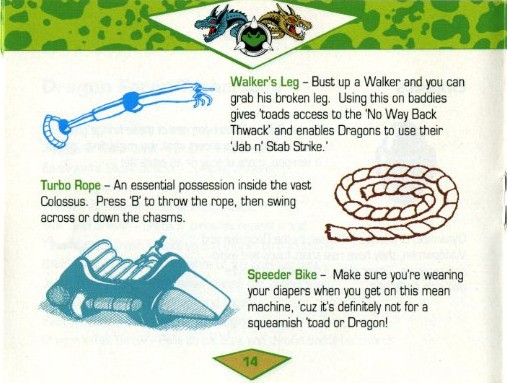 Walker's Leg – Bust up a Walker and you can
grab his broken leg. Using this on baddies
gives 'toads access to the 'No Way Back
Thwack' and enables Dragons to use their
'Jab n' Stab Strike.'
Turbo Rope – An essential possession inside the vast
Colossus. Press 'B' to throw the rope, then swing
across or down the chasms.
Speeder Bike – Make sure you're wearing
your diapers when you get on this mean
machine, 'cuz it's definitely not for a
squeamish 'toad or Dragon!
14